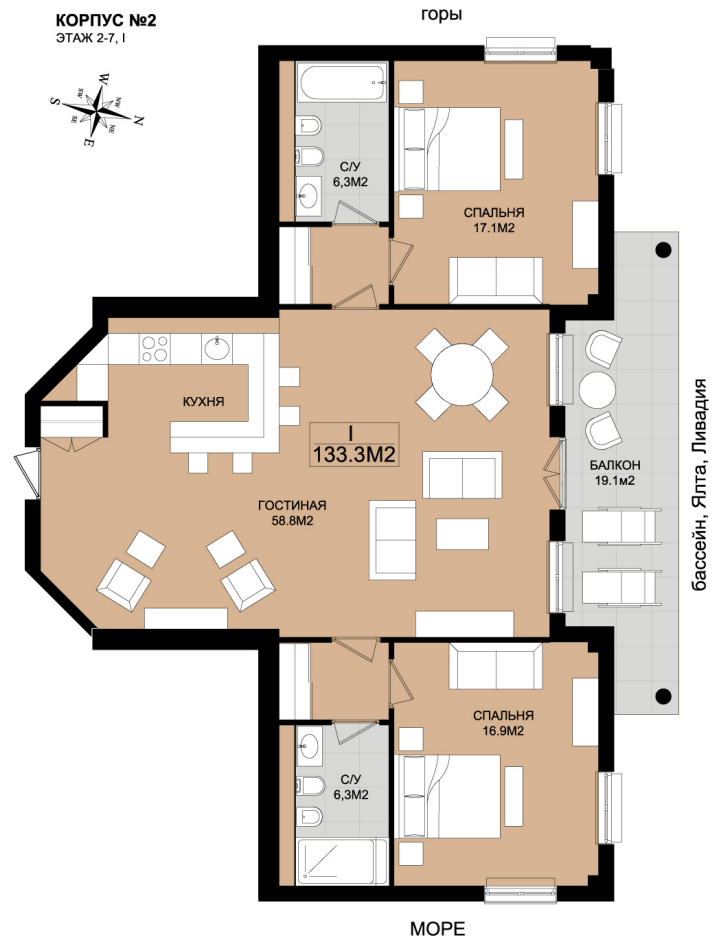 КОРПУС №2
ЭТАЖ 2-7, I
горы
W
NW
N
NE
E
SE
S
SW
С/У
6,3М2
СПАЛЬНЯ
17.1М2
КУХНЯ
I
133.3М2
ГОСТИНАЯ
58.8М2
БАЛКОН
19.1м2
бассейн, Ялта, Ливадия
СПАЛЬНЯ
16.9М2
С/У
6,3М2
МОРЕ